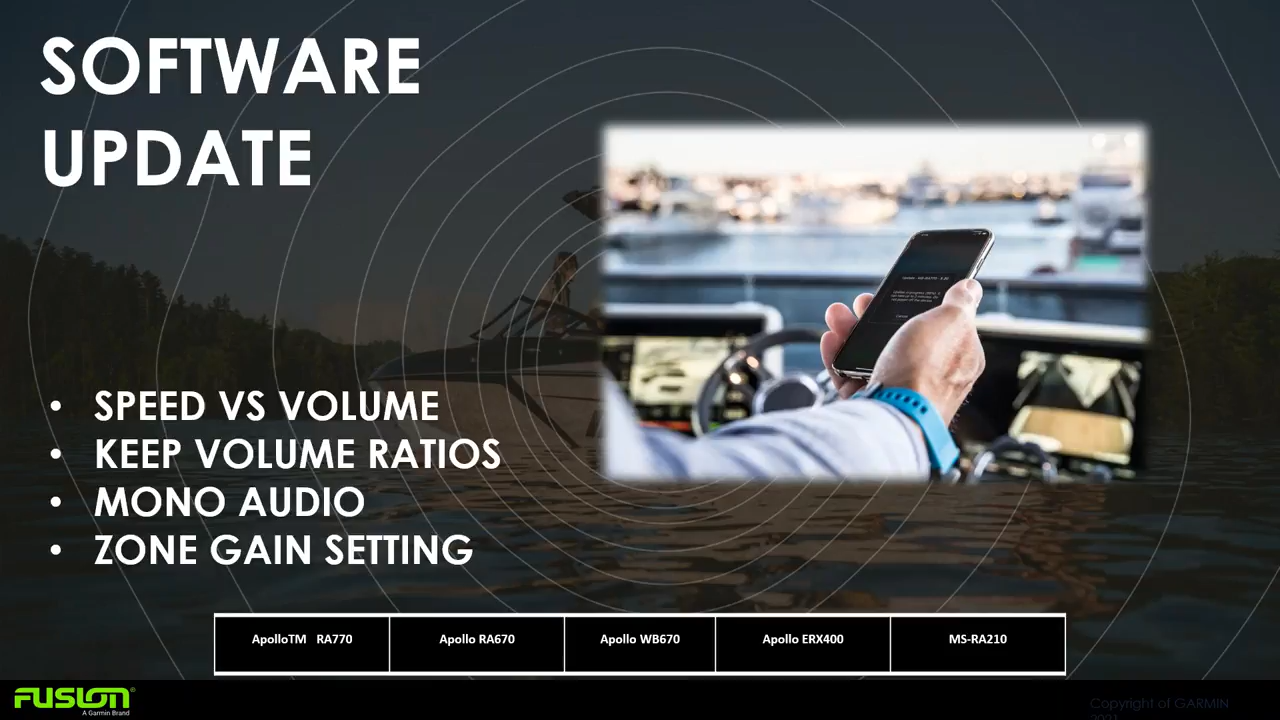 SOFTWARE
UPDATE
• SPEED VS VOLUME
• KEEP VOLUME RATIOS
• MONO AUDIO
• ZONE GAIN SETTING
ApolloTM RA770 Apollo RA670 Apollo WB670 Apollo ERX400 MS-RA210
FUSION®
A Garmin Brand
Copyright of GARMIN
2021